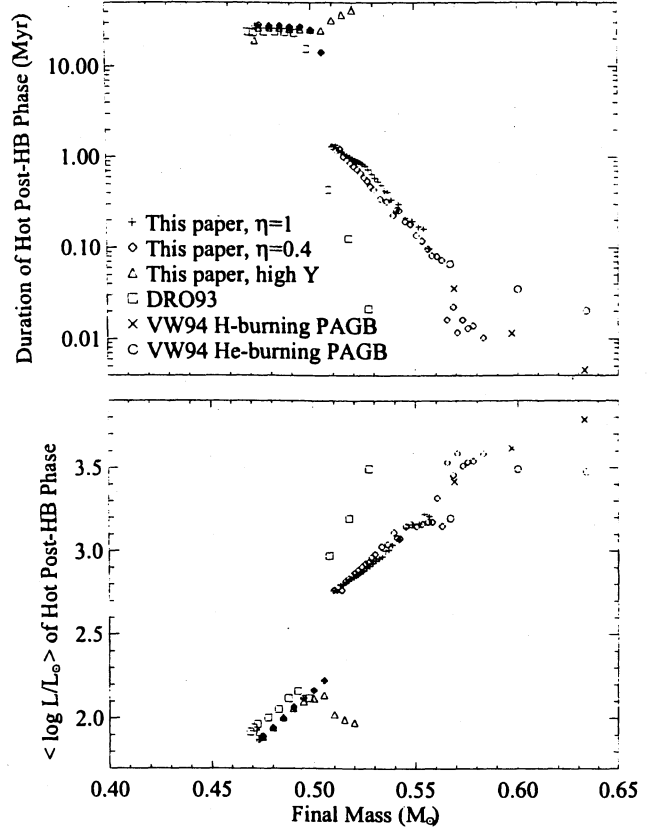 Duration of Hot Post-HB Phase (Myr)
10.00
1.00
0.10
0.01
+ This paper, η=1
◇ This paper, η=0.4
△ This paper, high Y
□ DRO93
× VW94 H-burning PAGB
○ VW94 He-burning PAGB
< log L/L☉ > of Hot Post-HB Phase
3.5
3.0
2.5
2.0
0.40 0.45 0.50 0.55 0.60 0.65
Final Mass (M☉)